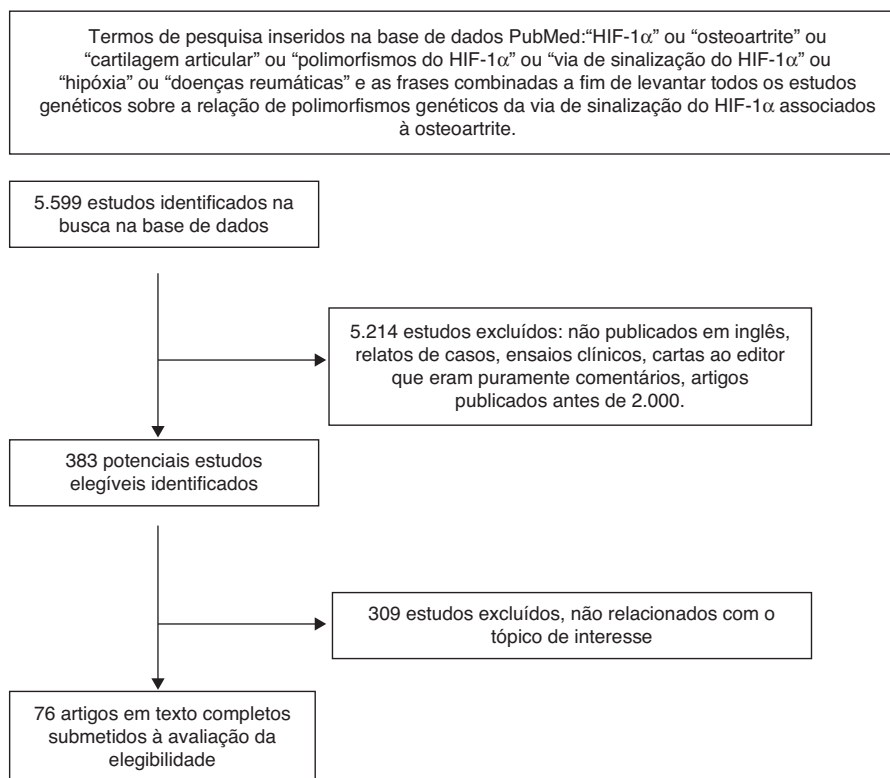 Termos de pesquisa inseridos na base de dados PubMed:“HIF-1α” ou “osteoartrite” ou
“cartilagem articular” ou “polimorfismos do HIF-1α” ou “via de sinalização do HIF-1α” ou
“hipóxia” ou “doenças reumáticas” e as frases combinadas a fim de levantar todos os estudos
genéticos sobre a relação de polimorfismos genéticos da via de sinalização do HIF-1α associados
à osteoartrite.
5.599 estudos identificados na
busca na base de dados
5.214 estudos excluídos: não publicados em inglês,
relatos de casos, ensaios clínicos, cartas ao editor
que eram puramente comentários, artigos
publicados antes de 2.000.
383 potenciais estudos
elegíveis identificados
309 estudos excluídos, não relacionados com o
tópico de interesse
76 artigos em texto completos
submetidos à avaliação da
elegibilidade